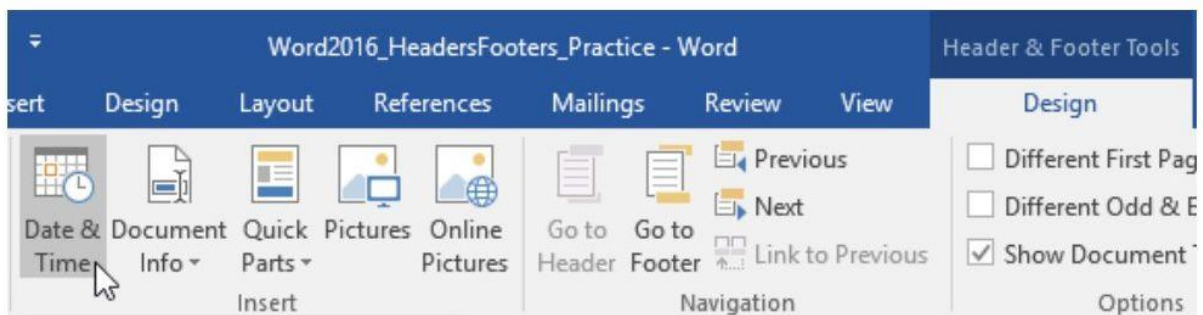 Word2016_HeadersFooters_Practice - Word
Header & Footer Tools
sert Design Layout References Mailings Review View Design
Date & Time
Document Info
Quick Parts
Pictures
Online Pictures
Go to Header
Go to Footer
Previous
Next
Link to Previous
Different First Pag
Different Odd & E
Show Document
Insert
Navigation
Options